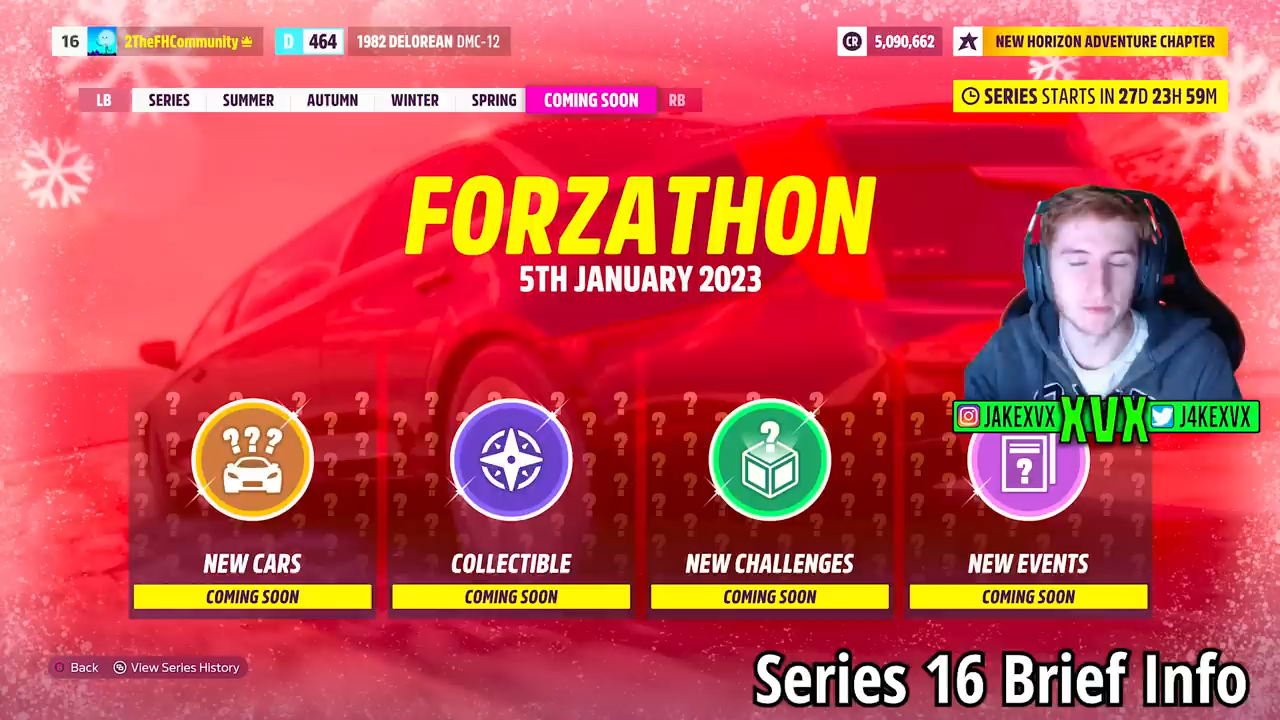 16 2TheFHCommunity D 464 1982 DELOREAN DMC-12 CR 5,090,662 NEW HORIZON ADVENTURE CHAPTER
LB SERIES SUMMER AUTUMN WINTER SPRING COMING SOON RB SERIES STARTS IN 27D 23H 59M
FORZATHON
5TH JANUARY 2023
JAKEXVX XVX J4KEXVX
NEW CARS COLLECTIBLE NEW CHALLENGES NEW EVENTS
COMING SOON COMING SOON COMING SOON COMING SOON
Back View Series History
Series 16 Brief Info